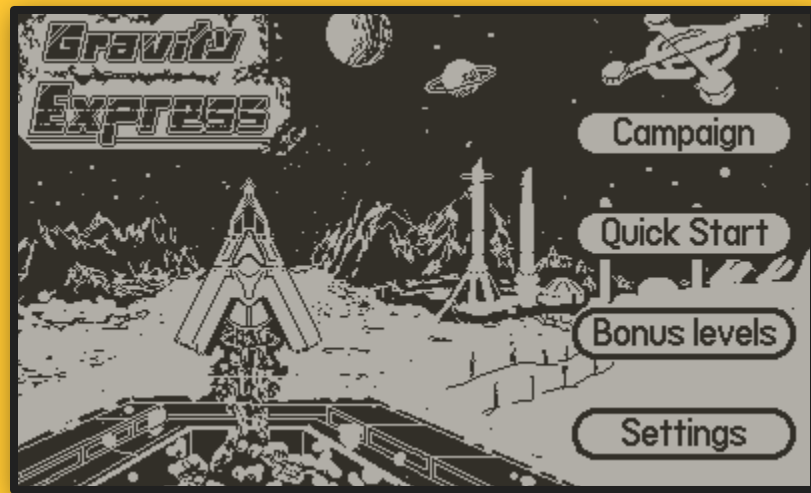 Gravity
Express
Campaign
Quick Start
Bonus levels
Settings